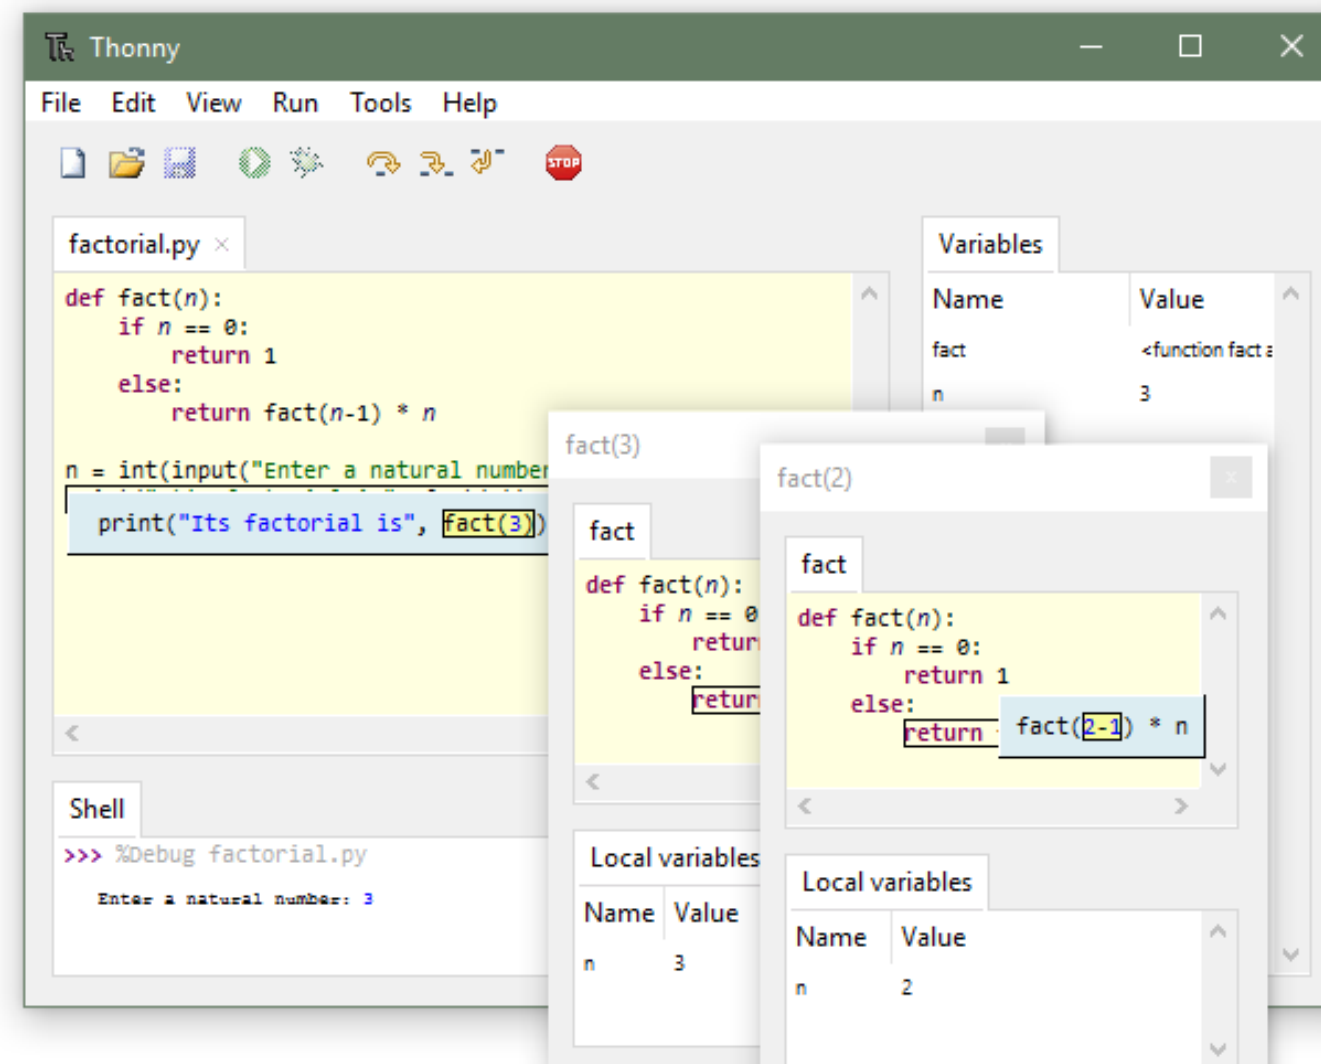 Thonny
File Edit View Run Tools Help
STOP
factorial.py
def fact(n):
if n == 0:
return 1
else:
return fact(n-1) * n
n = int(input("Enter a natural number
print("Its factorial is", fact(3))
Shell
>>> %Debug factorial.py
Enter a natural number: 3
Variables
Name Value
fact <function fact a
n 3
fact(3)
fact
def fact(n):
if n == 0
retur
else:
retur
Local variables
Name Value
n 3
fact(2)
fact
def fact(n):
if n == 0:
return 1
else:
return fact(2-1) * n
Local variables
Name Value
n 2